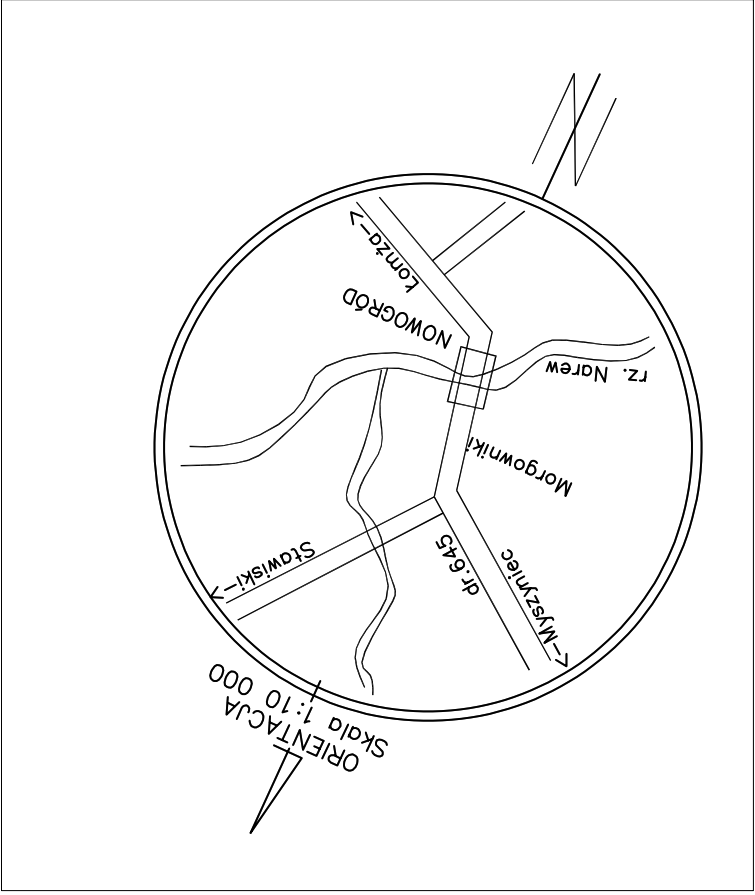 ORIENTACJA
Skala 1:10 000
<-Myszyniec
dr.645
Stawiski->
Morgowniki
rz. Narew
NOWOGRÓD
Łomża->
N